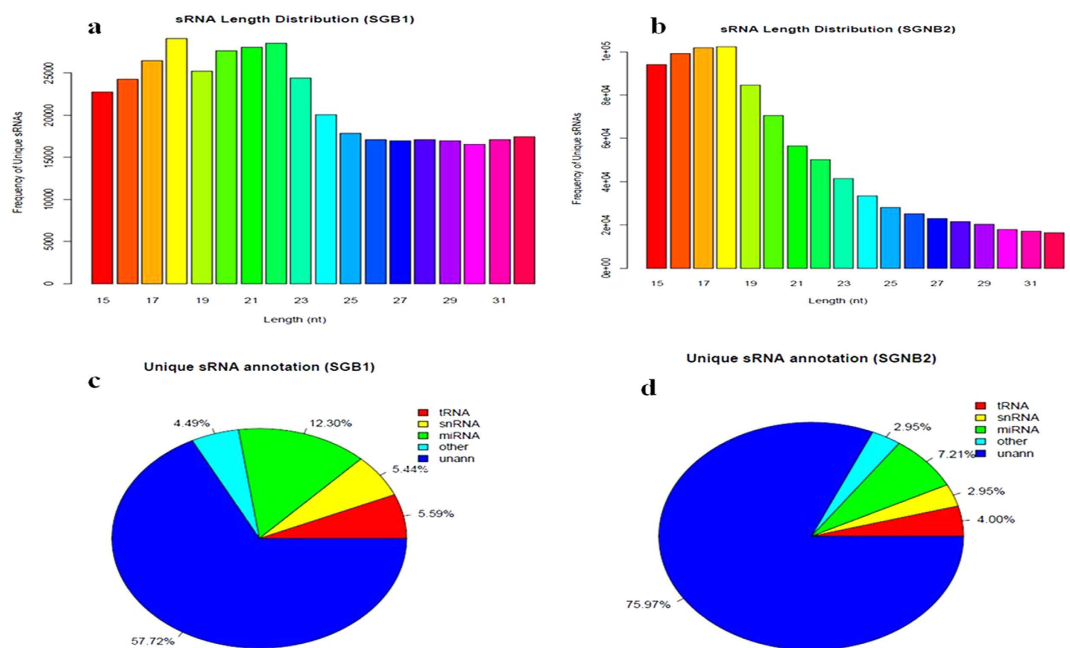 a
sRNA Length Distribution (SGB1)
Frequency of Unique sRNAs
0
5000
10000
15000
20000
25000
15 17 19 21 23 25 27 29 31
Length (nt)
b
sRNA Length Distribution (SGNB2)
Frequency of Unique sRNAs
0e+00
2e+04
4e+04
6e+04
8e+04
1e+05
15 17 19 21 23 25 27 29 31
Length (nt)
c
Unique sRNA annotation (SGB1)
tRNA
snRNA
miRNA
other
unann
4.49%
12.30%
5.44%
5.59%
57.72%
d
Unique sRNA annotation (SGNB2)
tRNA
snRNA
miRNA
other
unann
2.95%
7.21%
2.95%
4.00%
75.97%